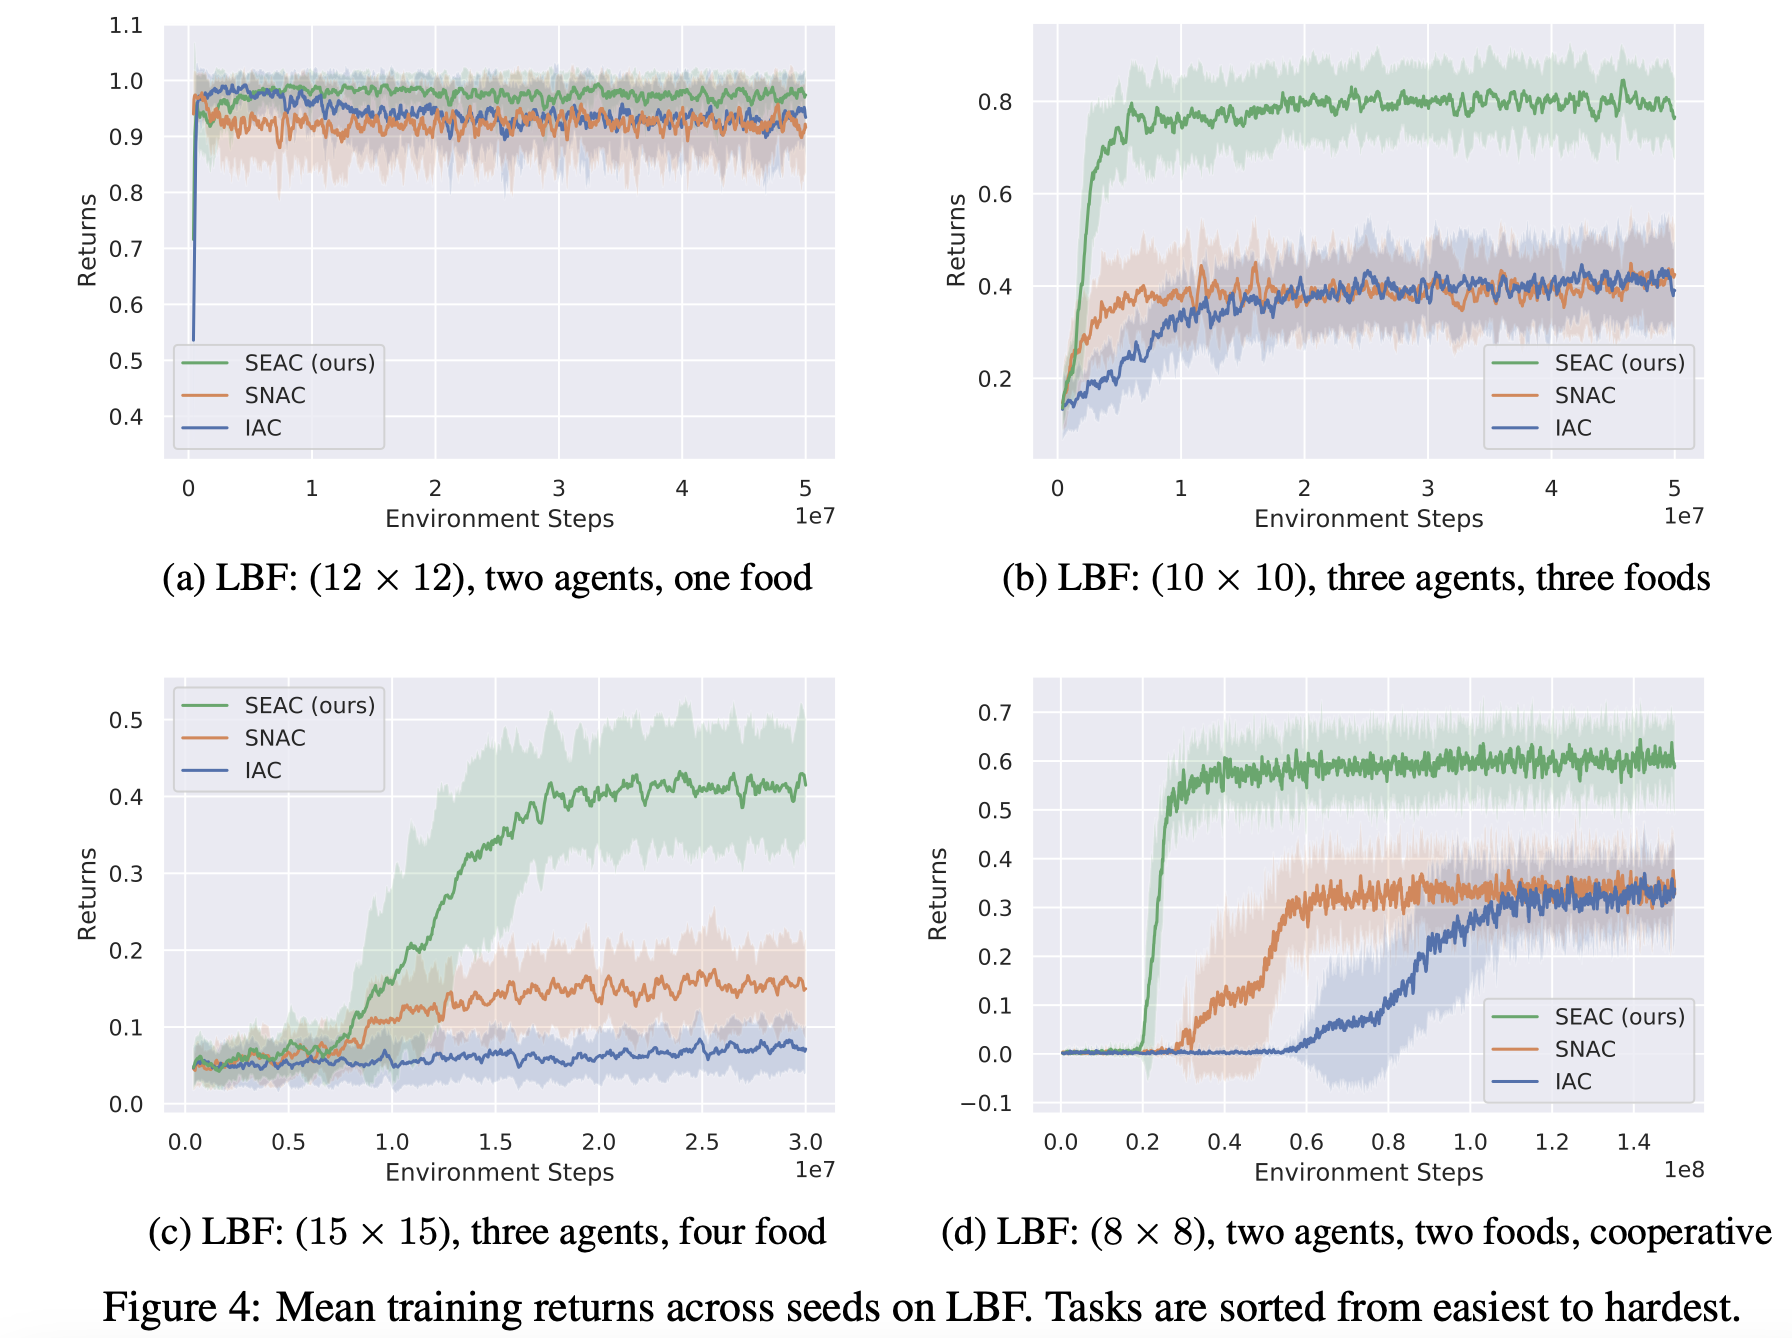 1.1
1.0
0.9
0.8
0.7
0.6
0.5
0.4
Returns
SEAC (ours)
SNAC
IAC
0 1 2 3 4 5
1e7
Environment Steps
(a) LBF: (12 × 12), two agents, one food
0.8
0.6
0.4
0.2
Returns
SEAC (ours)
SNAC
IAC
0 1 2 3 4 5
1e7
Environment Steps
(b) LBF: (10 × 10), three agents, three foods
0.5
0.4
0.3
0.2
0.1
0.0
Returns
SEAC (ours)
SNAC
IAC
0.0 0.5 1.0 1.5 2.0 2.5 3.0
1e7
Environment Steps
(c) LBF: (15 × 15), three agents, four food
0.7
0.6
0.5
0.4
0.3
0.2
0.1
0.0
−0.1
Returns
SEAC (ours)
SNAC
IAC
0.0 0.2 0.4 0.6 0.8 1.0 1.2 1.4
1e8
Environment Steps
(d) LBF: (8 × 8), two agents, two foods, cooperative
Figure 4: Mean training returns across seeds on LBF. Tasks are sorted from easiest to hardest.